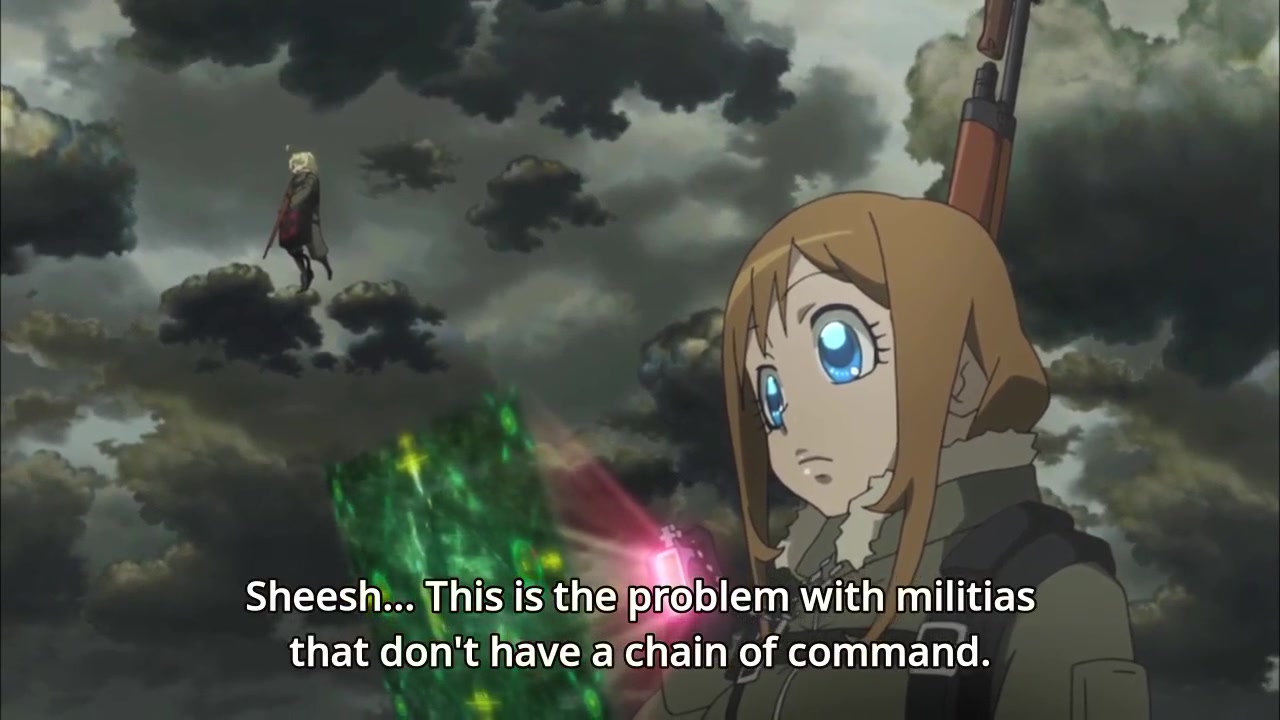 Sheesh... This is the problem with militias
that don't have a chain of command.